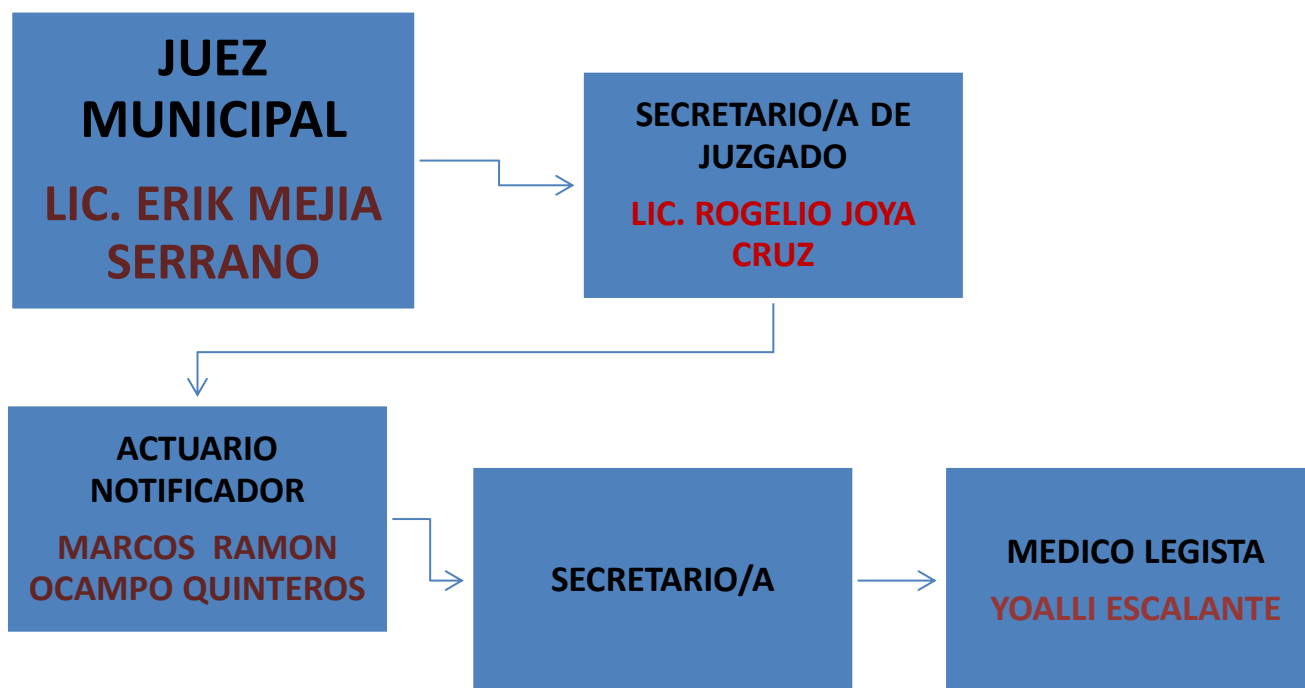 JUEZ
MUNICIPAL
LIC. ERIK MEJIA
SERRANO
SECRETARIO/A DE
JUZGADO
LIC. ROGELIO JOYA
CRUZ
ACTUARIO
NOTIFICADOR
MARCOS RAMON
OCAMPO QUINTEROS
SECRETARIO/A
MEDICO LEGISTA
YOALLI ESCALANTE